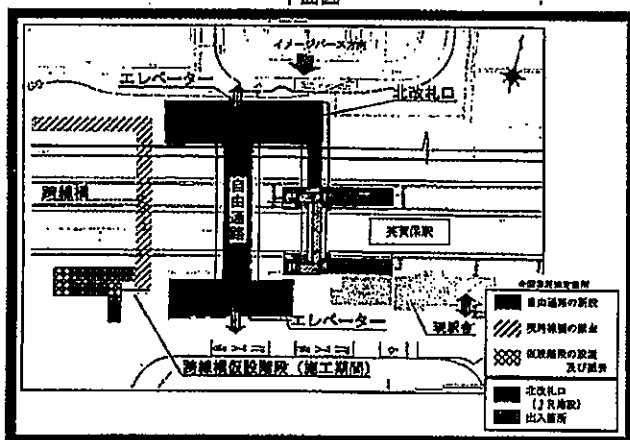 平面図
イメージパース方向
エレベーター
北改札口
跨線橋
自由通路
英賀保駅
エレベーター
現駅舎
跨線橋仮設階段（施工期間）
自由通路の新設
現跨線橋の撤去
仮設階段の設置
及び撤去
北改札口
（JR施設）
出入箇所